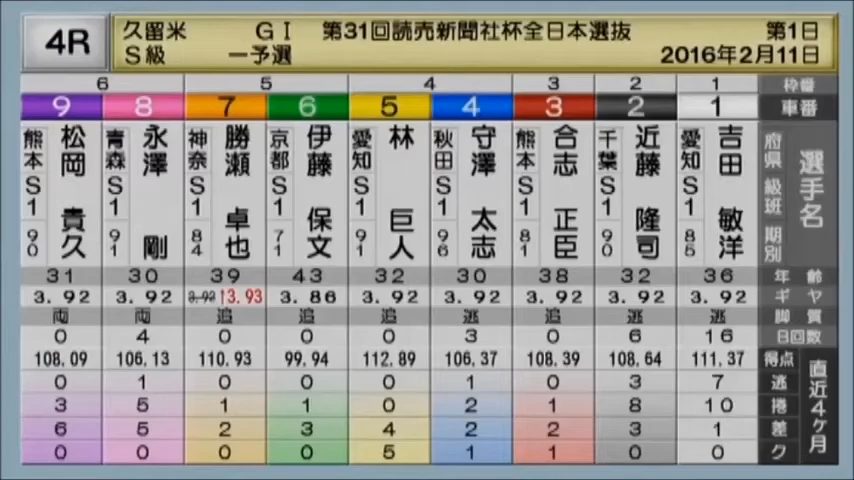 4R
久留米 GⅠ 第31回読売新聞社杯全日本選抜 第1日
S級 一予選 2016年2月11日
6 5 4 3 2 1 枠番
9 8 7 6 5 4 3 2 1 車番
松岡 貴久 熊本 S1 90
永澤 剛 青森 S1 91
勝瀬 卓也 神奈 S1 84
伊藤 保文 京都 S1 71
林 巨人 愛知 S1 91
守澤 太志 秋田 S1 96
合志 正臣 熊本 S1 81
近藤 隆司 千葉 S1 90
吉田 敏洋 愛知 S1 85
選手名 府県 級班 期別
31 30 39 43 32 30 38 32 36 年齢
3.92 3.92 3.92↑3.93 3.86 3.92 3.92 3.92 3.92 3.92 ギヤ
両 両 追 追 追 逃 追 逃 逃 脚質
0 4 0 0 0 3 0 6 16 B回数
108.09 106.13 110.93 99.94 112.89 106.37 108.39 108.64 111.37 得点
0 1 0 0 0 1 0 3 7 逃
3 5 1 1 0 2 1 8 10 捲
6 5 2 3 4 2 2 3 1 差
0 0 0 0 5 1 1 0 0 ク
直近4ヶ月